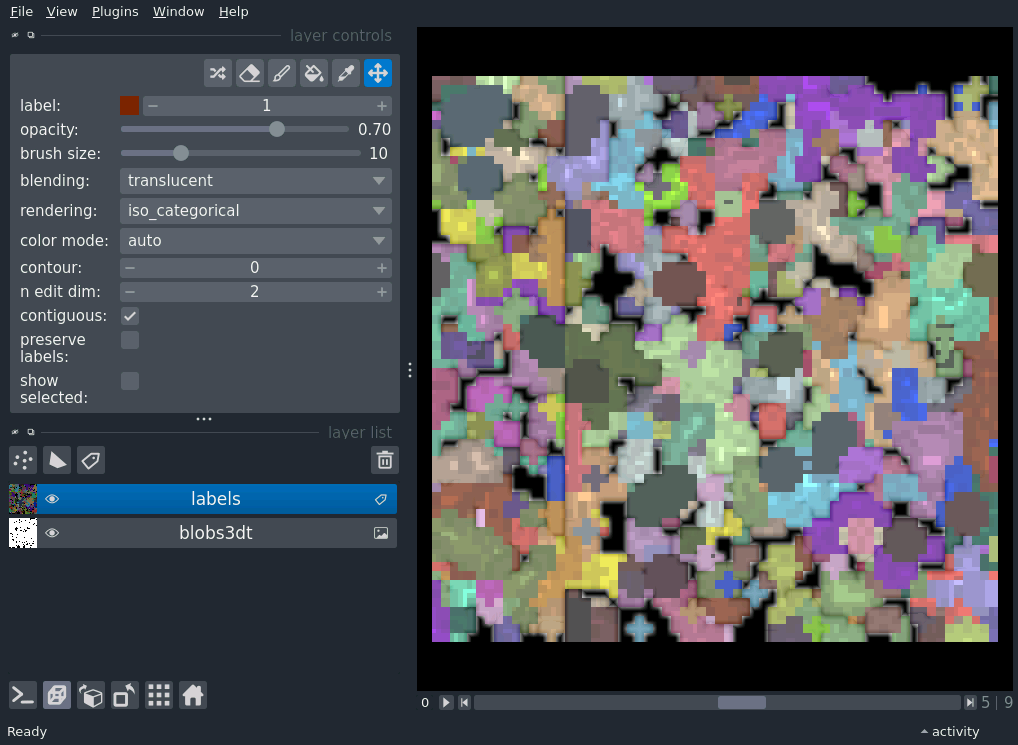 File View Plugins Window Help
layer controls
label: 1
opacity: 0.70
brush size: 10
blending: translucent
rendering: iso_categorical
color mode: auto
contour: 0
n edit dim: 2
contiguous:
preserve
labels:
show
selected:
layer list
labels
blobs3dt
0 5 | 9
Ready activity